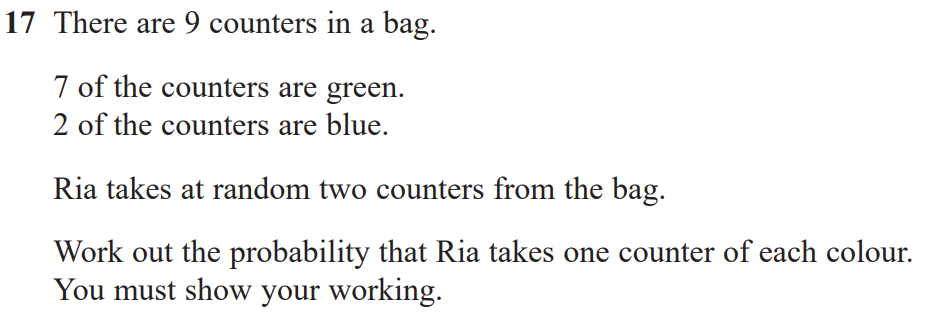 17 There are 9 counters in a bag.
7 of the counters are green.
2 of the counters are blue.
Ria takes at random two counters from the bag.
Work out the probability that Ria takes one counter of each colour.
You must show your working.